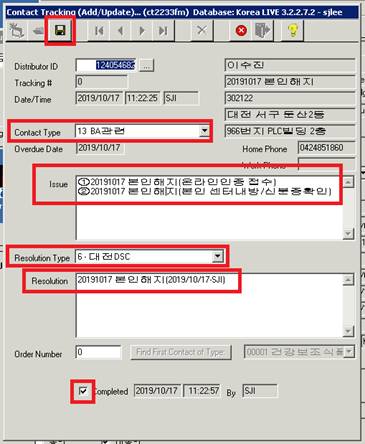 Contact Tracking (Add/Update)... (ct2233fm) Database: Korea LIVE 3.2.2.7.2 - sjlee
Distributor ID 124054682 ... 이수진
Tracking # 0 20191017 본인해지
Date/Time 2019/10/17 11:22:25 SJI 302122
대전 서구 둔산2동
Contact Type 13 BA관련 966번지 PLC빌딩 2층
Overdue Date 2019/10/17 Home Phone 0424851860
Work Phone
Issue ①20191017 본인해지(온라인인증접수)
②20191017 본인해지(본인 센터내방/신분증확인)
Resolution Type 6 - 대전DSC
Resolution 20191017 본인해지(2019/10/17-SJI)
Order Number 0 Find First Contact of Type: 00001 건강보조식품
Completed 2019/10/17 11:22:57 By SJI